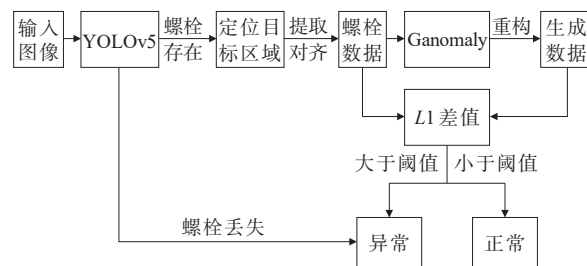 输入
图像
YOLOv5
螺栓
存在
定位目
标区域
提取
对齐
螺栓
数据
Ganomaly
重构
生成
数据
L1差值
大于阈值
小于阈值
螺栓丢失
异常
正常